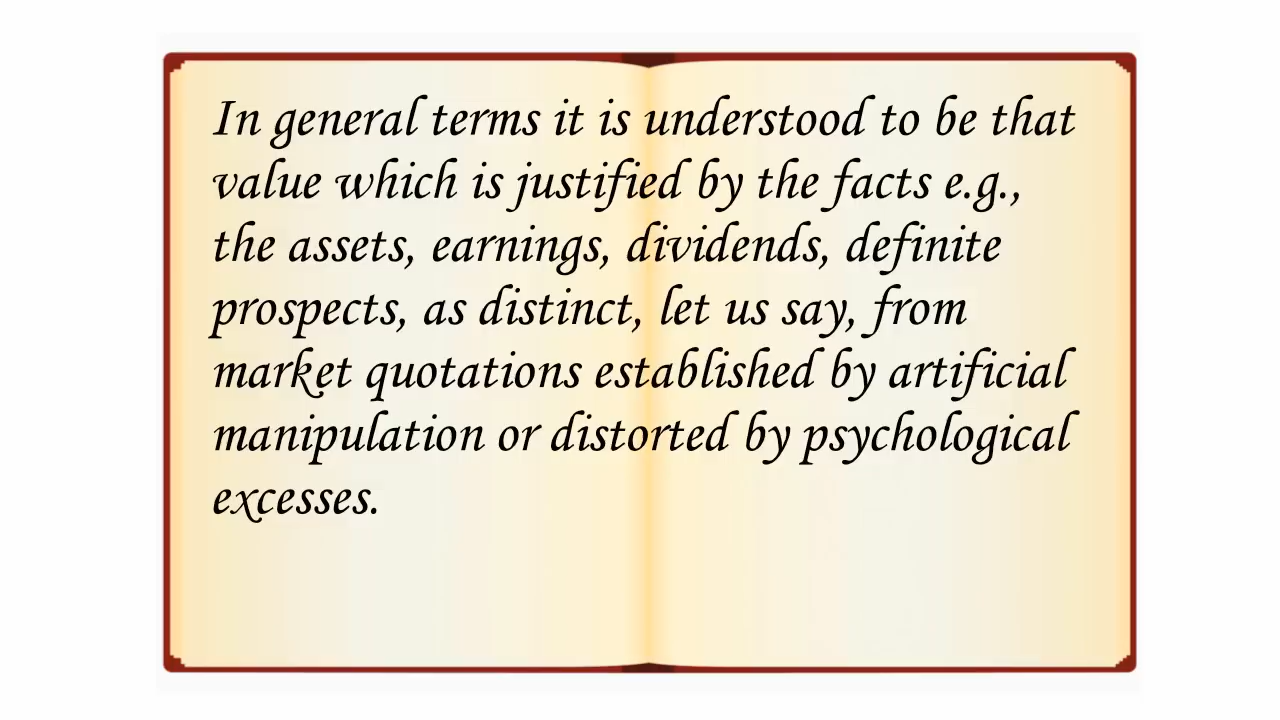 In general terms it is understood to be that
value which is justified by the facts e.g.,
the assets, earnings, dividends, definite
prospects, as distinct, let us say, from
market quotations established by artificial
manipulation or distorted by psychological
excesses.